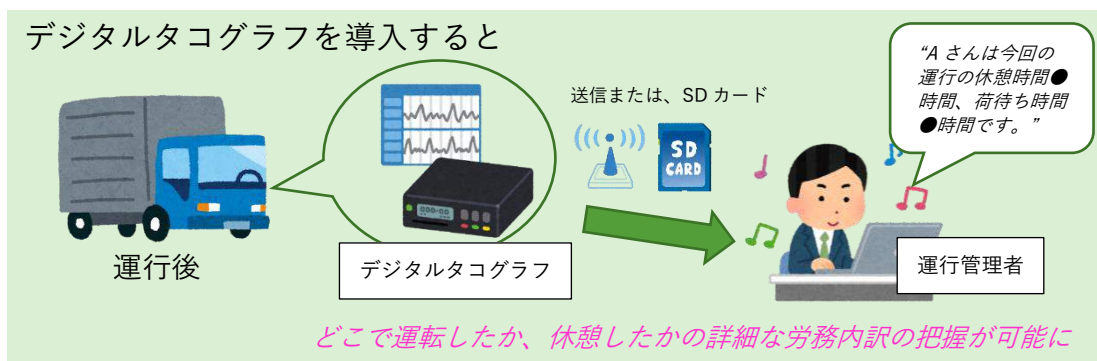 デジタルタコグラフを導入すると
“Aさんは今回の
運行の休憩時間●
時間、荷待ち時間
●時間です。”
送信または、SDカード
SD
CARD
運行後
デジタルタコグラフ
運行管理者
どこで運転したか、休憩したかの詳細な労務内訳の把握が可能に